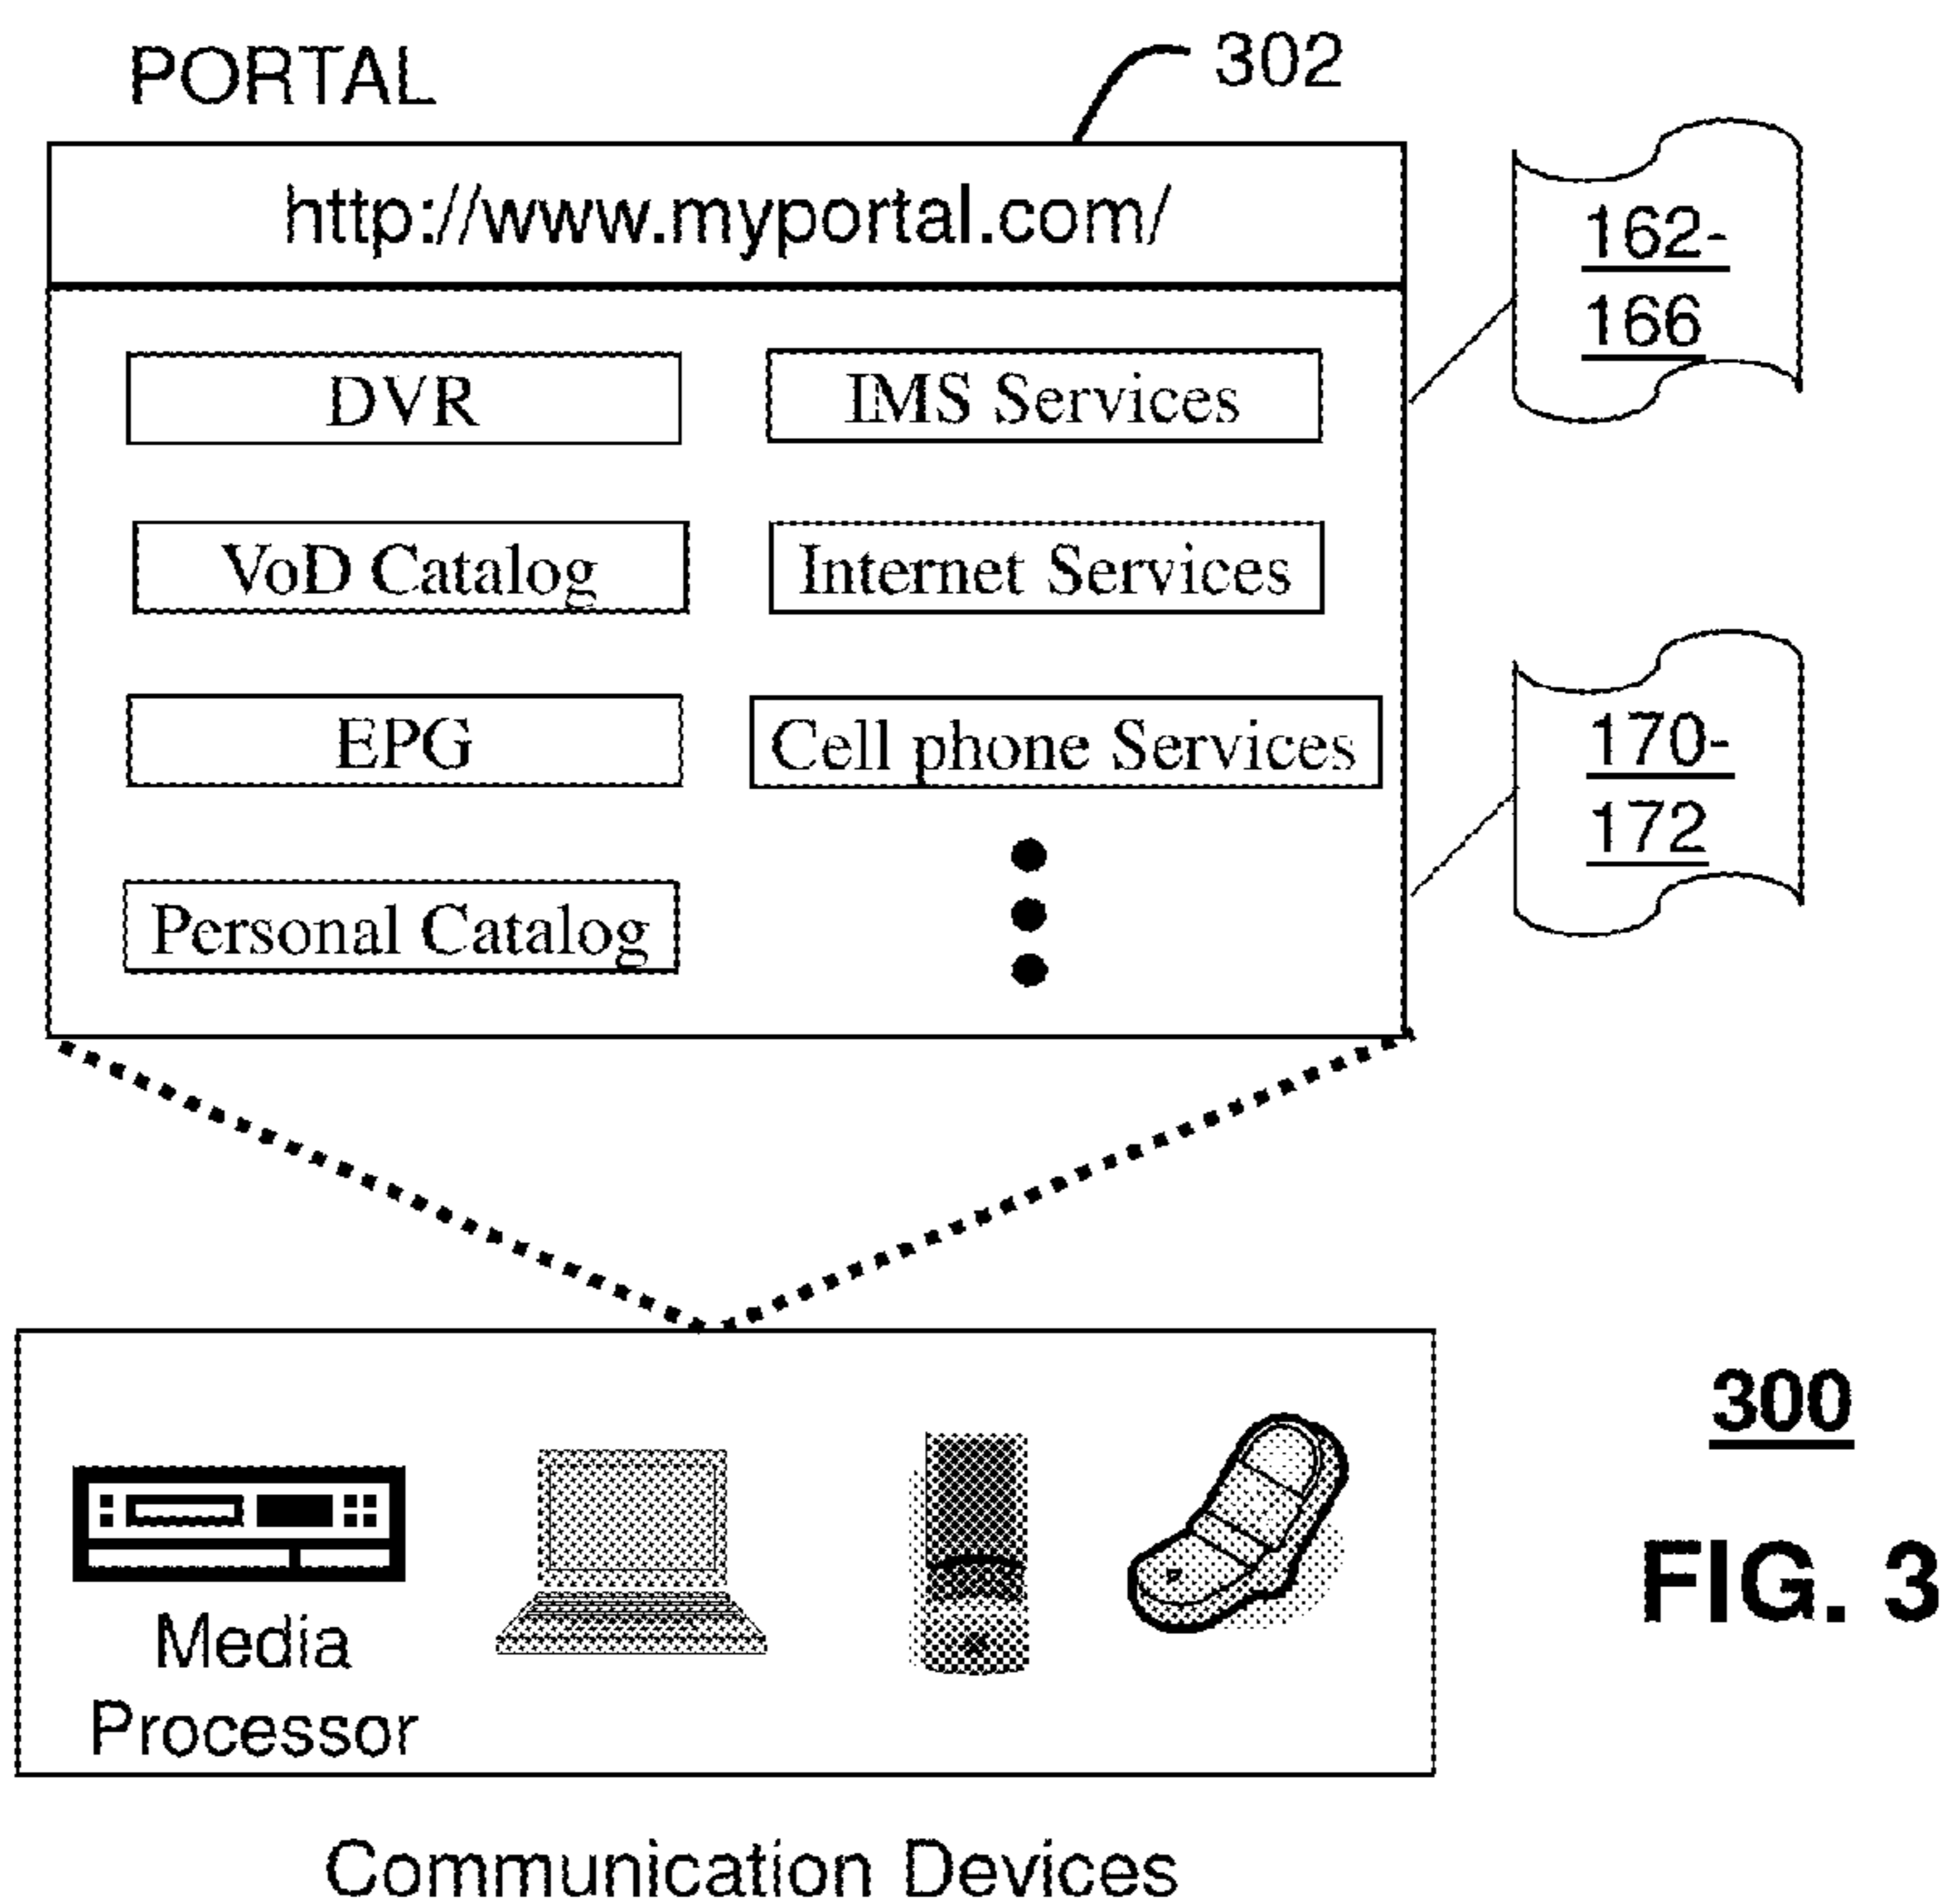 PORTAL
302
http://www.myportal.com/
162-
166
DVR
IMS Services
VoD Catalog
Internet Services
EPG
Cell phone Services
170-
172
Personal Catalog
300
FIG. 3
Media
Processor
Communication Devices